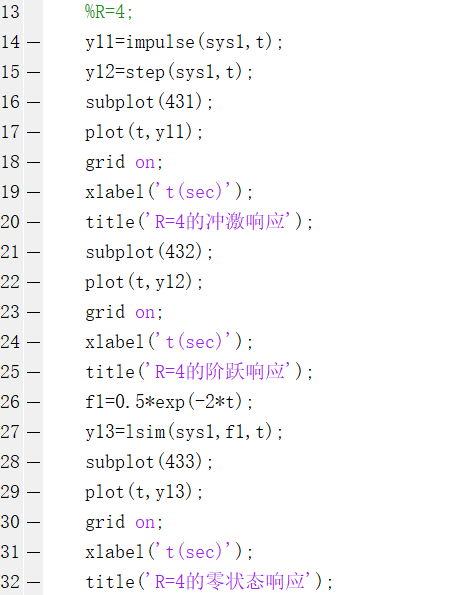 13 %R=4;
14 — y11=impulse(sys1,t);
15 — y12=step(sys1,t);
16 — subplot(431);
17 — plot(t,y11);
18 — grid on;
19 — xlabel('t(sec)');
20 — title('R=4的冲激响应');
21 — subplot(432);
22 — plot(t,y12);
23 — grid on;
24 — xlabel('t(sec)');
25 — title('R=4的阶跃响应');
26 — f1=0.5*exp(-2*t);
27 — y13=lsim(sys1,f1,t);
28 — subplot(433);
29 — plot(t,y13);
30 — grid on;
31 — xlabel('t(sec)');
32 — title('R=4的零状态响应');